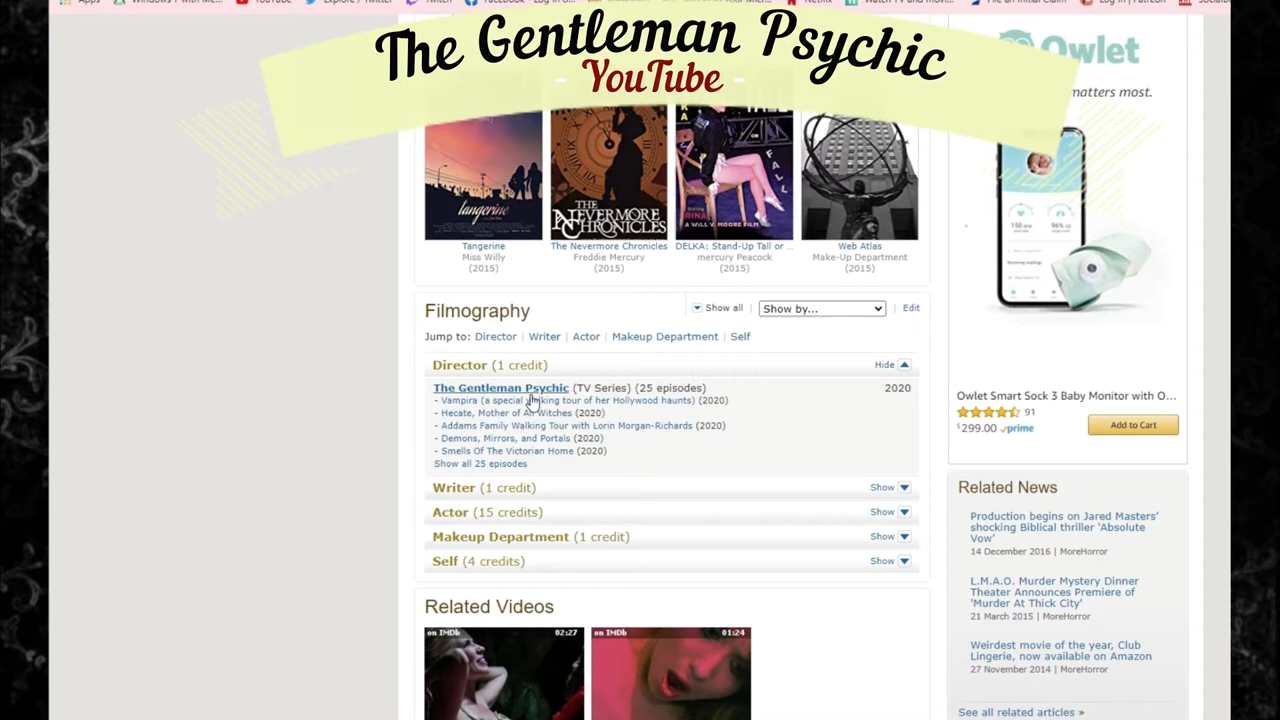 Apps
YouTube
Twitch
The Gentleman Psychic
YouTube
Owlet
matters most.
tangerine
THE
NEVERMORE
CHRONICLES
FALL
A WILL V. MOORE FILM
Tangerine
Miss Willy
(2015)
The Nevermore Chronicles
Freddie Mercury
(2015)
DELKA: Stand-Up Tall or ...
mercury Peacock
(2015)
Web Atlas
Make-Up Department
(2015)
Filmography
Show all
Show by...
Edit
Jump to: Director | Writer | Actor | Makeup Department | Self
Director (1 credit)
Hide
The Gentleman Psychic (TV Series) (25 episodes)
2020
- Vampira (a special walking tour of her Hollywood haunts) (2020)
- Hecate, Mother of All Witches (2020)
- Addams Family Walking Tour with Lorin Morgan-Richards (2020)
- Demons, Mirrors, and Portals (2020)
- Smells Of The Victorian Home (2020)
Show all 25 episodes
Writer (1 credit)
Show
Actor (15 credits)
Show
Makeup Department (1 credit)
Show
Self (4 credits)
Show
Related Videos
on IMDb
02:27
on IMDb
01:24
Owlet Smart Sock 3 Baby Monitor with O...
91
$299.00 prime
Add to Cart
Related News
Production begins on Jared Masters'
shocking Biblical thriller 'Absolute
Vow'
14 December 2016 | MoreHorror
L.M.A.O. Murder Mystery Dinner
Theater Announces Premiere of
'Murder At Thick City'
21 March 2015 | MoreHorror
Weirdest movie of the year, Club
Lingerie, now available on Amazon
27 November 2014 | MoreHorror
See all related articles »